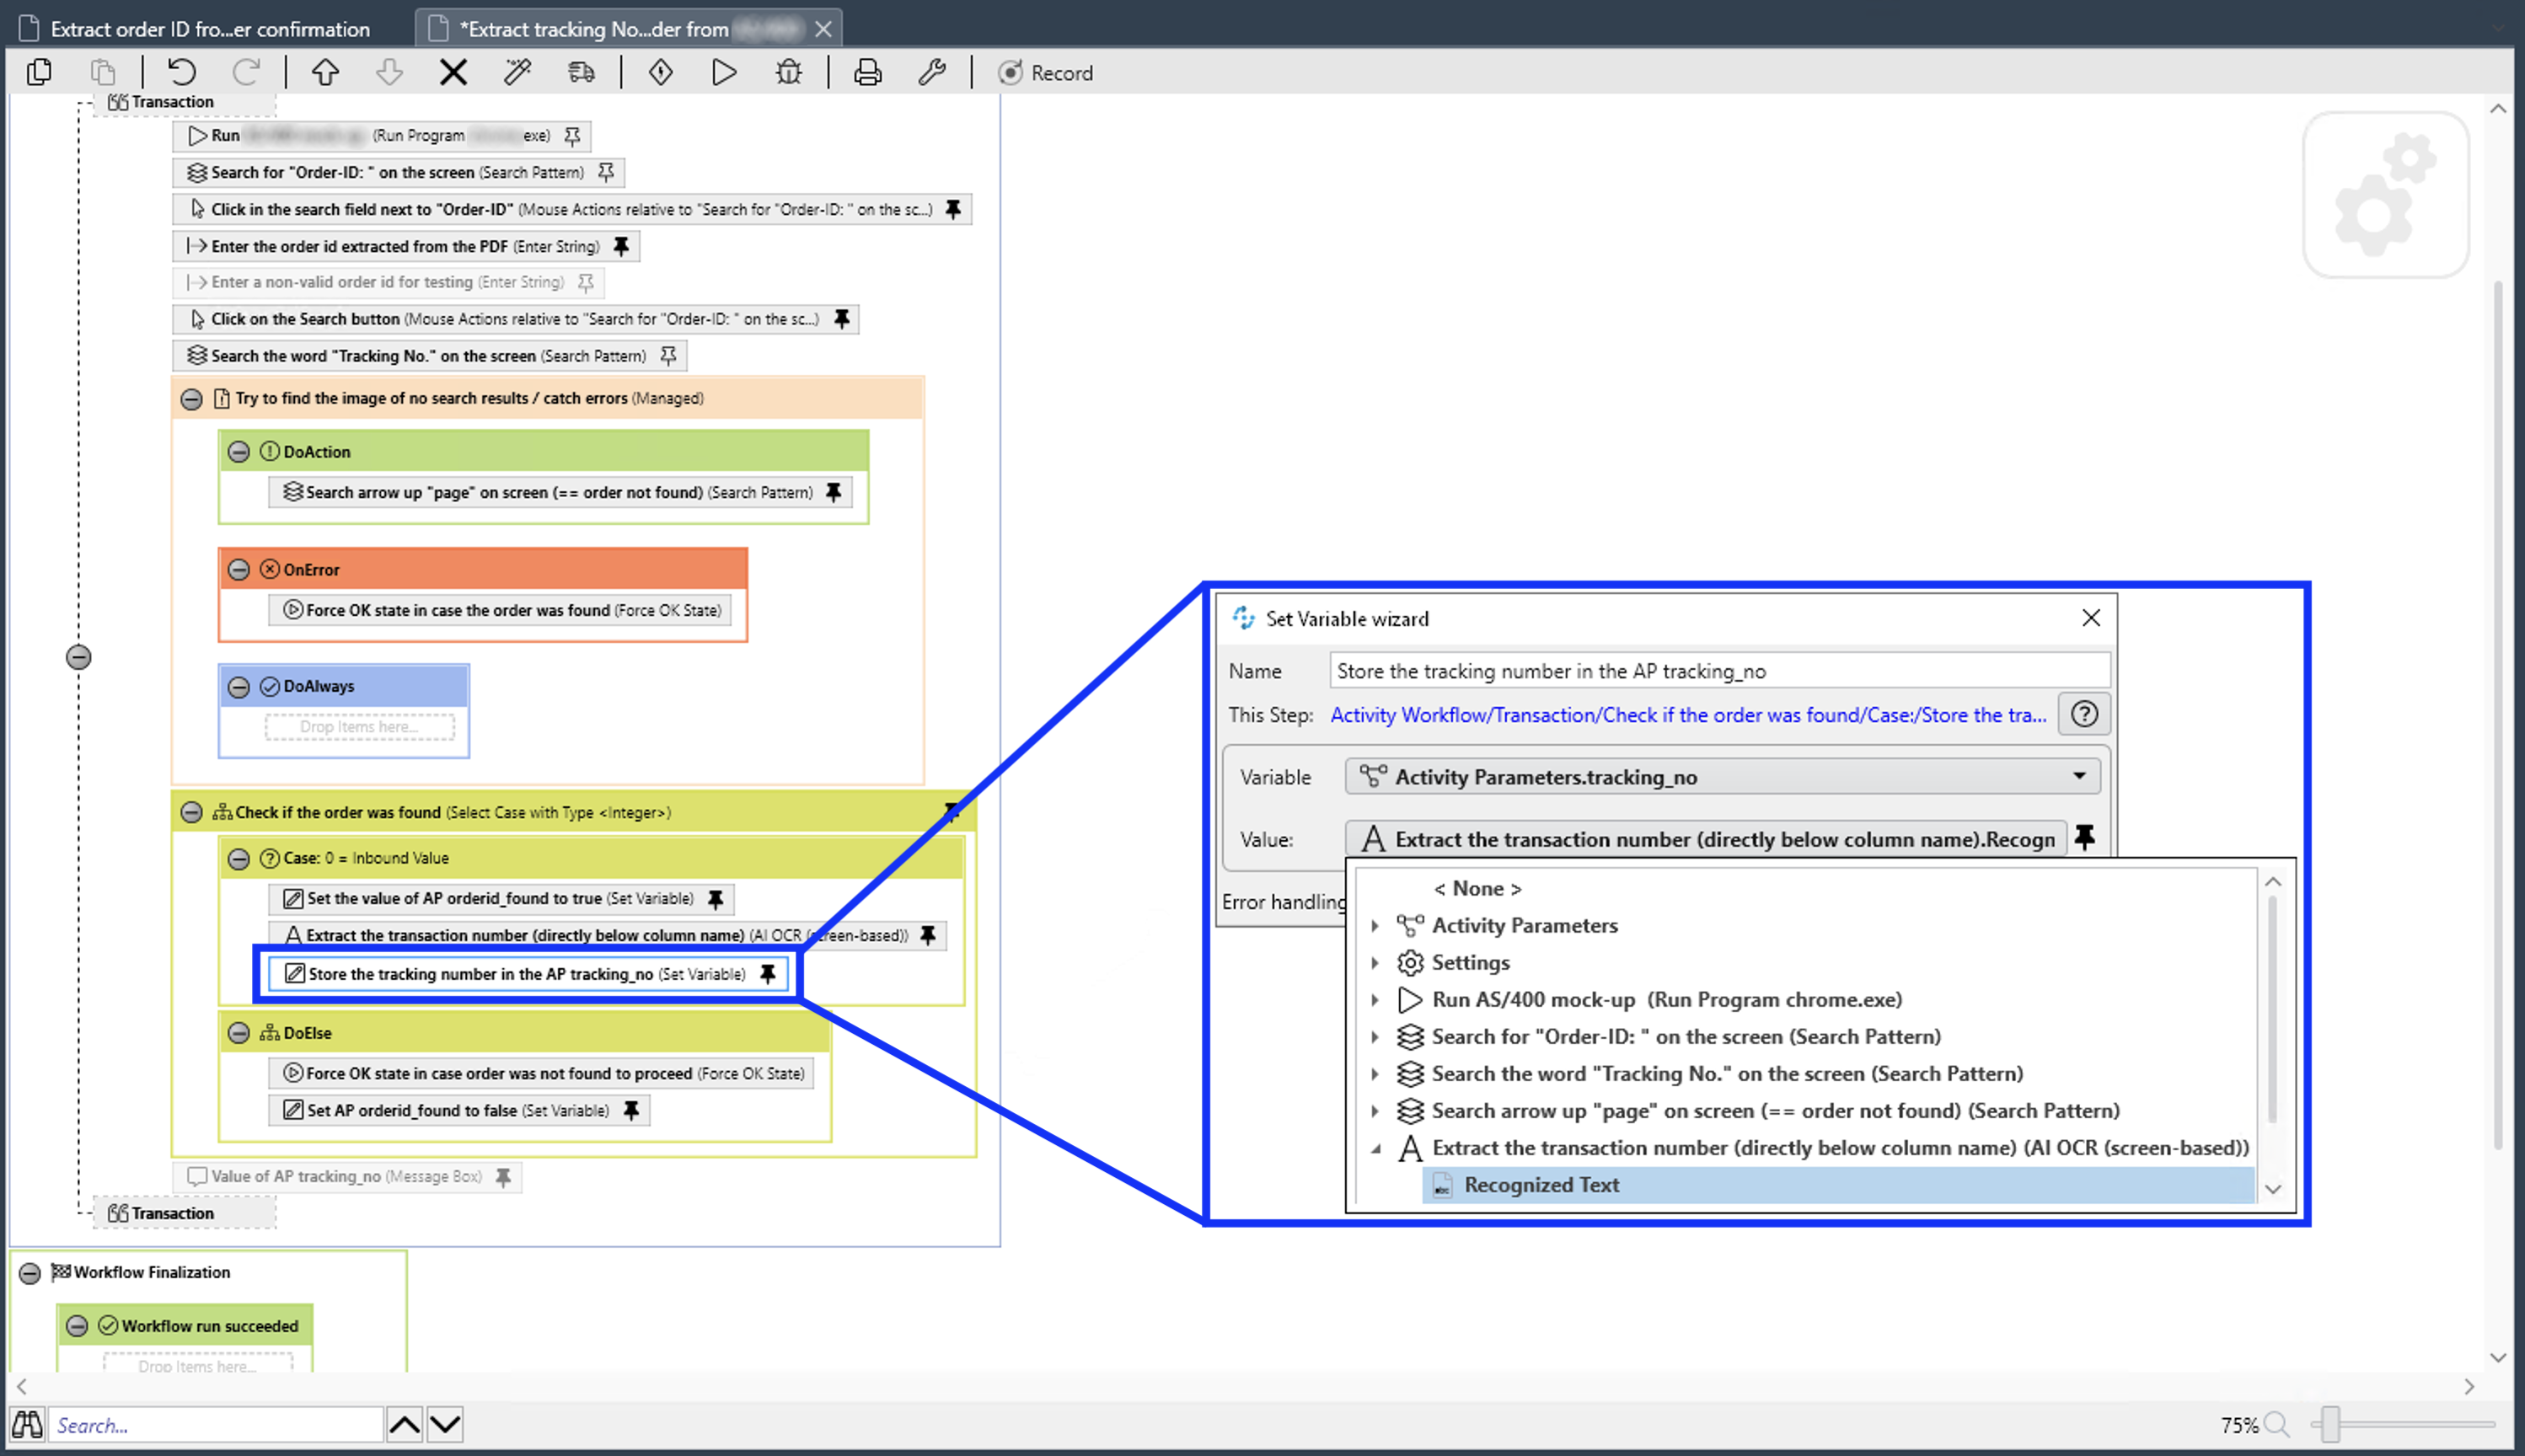 Extract order ID fro...er confirmation
*Extract tracking No...der from
Record
Transaction
Run (Run Program exe)
Search for "Order-ID: " on the screen (Search Pattern)
Click in the search field next to "Order-ID" (Mouse Actions relative to "Search for "Order-ID: " on the sc...)
Enter the order id extracted from the PDF (Enter String)
Enter a non-valid order id for testing (Enter String)
Click on the Search button (Mouse Actions relative to "Search for "Order-ID: " on the sc...)
Search the word "Tracking No." on the screen (Search Pattern)
Try to find the image of no search results / catch errors (Managed)
DoAction
Search arrow up "page" on screen (== order not found) (Search Pattern)
OnError
Force OK state in case the order was found (Force OK State)
DoAlways
Drop Items here...
Check if the order was found (Select Case with Type <Integer>)
Case: 0 = Inbound Value
Set the value of AP orderid_found to true (Set Variable)
Extract the transaction number (directly below column name) (AI OCR (screen-based))
Store the tracking number in the AP tracking_no (Set Variable)
DoElse
Force OK state in case order was not found to proceed (Force OK State)
Set AP orderid_found to false (Set Variable)
Value of AP tracking_no (Message Box)
Transaction
Workflow Finalization
Workflow run succeeded
Drop Items here...
Set Variable wizard
Name Store the tracking number in the AP tracking_no
This Step: Activity Workflow/Transaction/Check if the order was found/Case:/Store the tra...
Variable Activity Parameters.tracking_no
Value: Extract the transaction number (directly below column name).Recogn
Error handling
< None >
Activity Parameters
Settings
Run AS/400 mock-up (Run Program chrome.exe)
Search for "Order-ID: " on the screen (Search Pattern)
Search the word "Tracking No." on the screen (Search Pattern)
Search arrow up "page" on screen (== order not found) (Search Pattern)
Extract the transaction number (directly below column name) (AI OCR (screen-based))
Recognized Text
Search...
75%